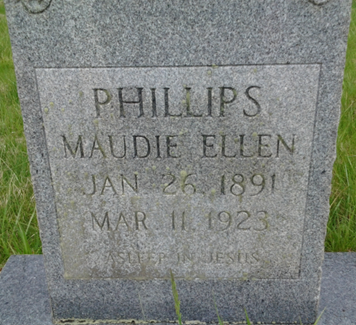 PHILLIPS
MAUDIE ELLEN
JAN 26 1891
MAR 11 1923
ASLEEP IN JESUS